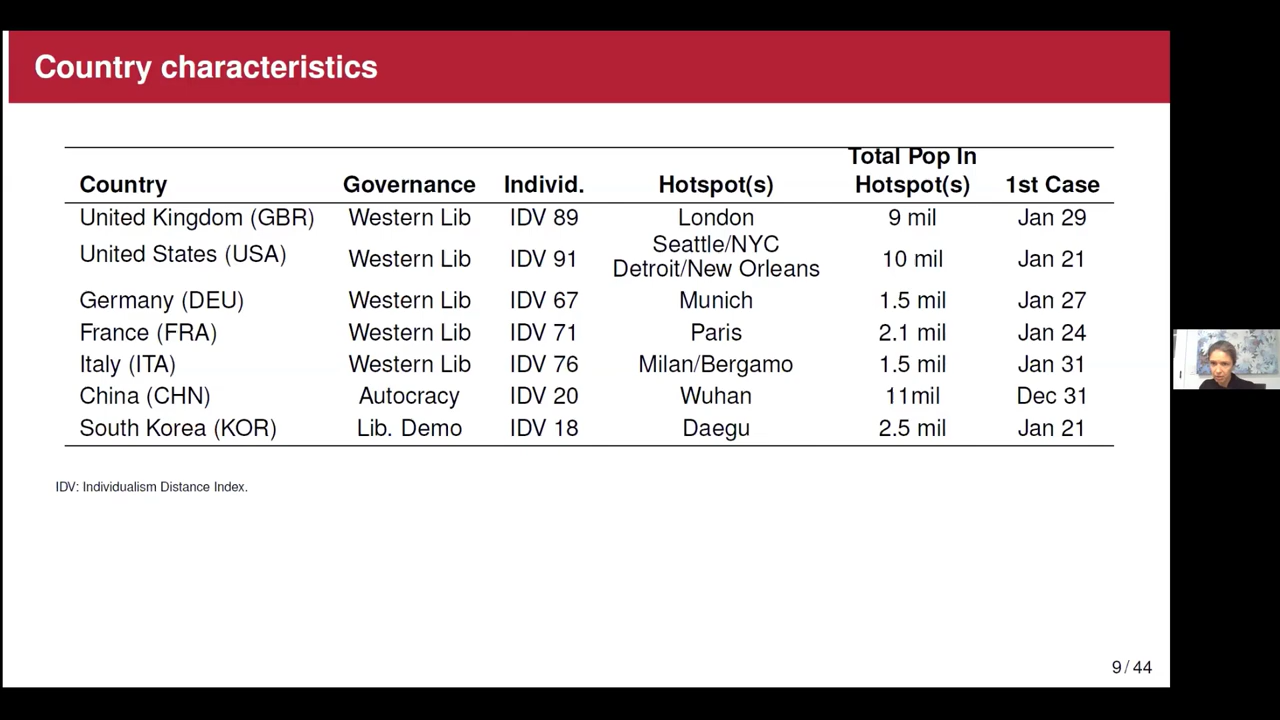 Country characteristics
Country Governance Individ. Hotspot(s) Total Pop In Hotspot(s) 1st Case
United Kingdom (GBR) Western Lib IDV 89 London 9 mil Jan 29
United States (USA) Western Lib IDV 91 Seattle/NYC Detroit/New Orleans 10 mil Jan 21
Germany (DEU) Western Lib IDV 67 Munich 1.5 mil Jan 27
France (FRA) Western Lib IDV 71 Paris 2.1 mil Jan 24
Italy (ITA) Western Lib IDV 76 Milan/Bergamo 1.5 mil Jan 31
China (CHN) Autocracy IDV 20 Wuhan 11mil Dec 31
South Korea (KOR) Lib. Demo IDV 18 Daegu 2.5 mil Jan 21
IDV: Individualism Distance Index.
9 / 44